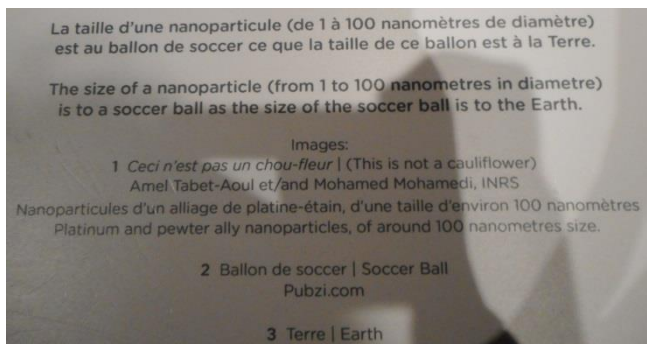 La taille d'une nanoparticule (de 1 à 100 nanomètres de diamètre)
est au ballon de soccer ce que la taille de ce ballon est à la Terre.
The size of a nanoparticle (from 1 to 100 nanometres in diametre)
is to a soccer ball as the size of the soccer ball is to the Earth.
Images:
1 Ceci n'est pas un chou-fleur | (This is not a cauliflower)
Amel Tabet-Aoul et/and Mohamed Mohamedi, INRS
Nanoparticules d'un alliage de platine-étain, d'une taille d'environ 100 nanomètres
Platinum and pewter ally nanoparticles, of around 100 nanometres size.
2 Ballon de soccer | Soccer Ball
Pubzi.com
3 Terre | Earth